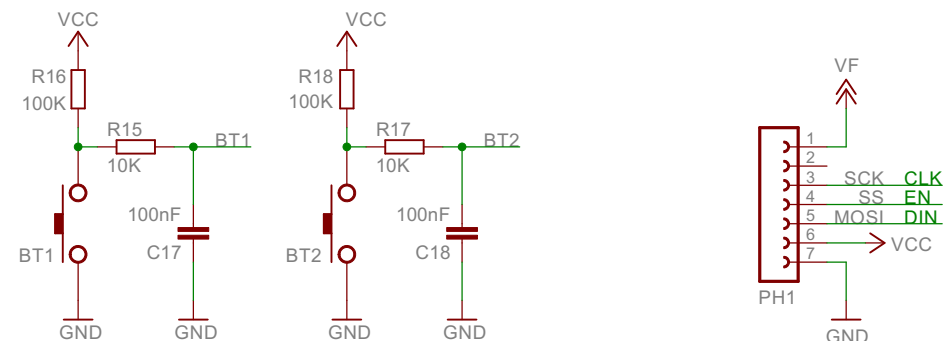 VCC
R16
100K
R15
10K
BT1
100nF
C17
BT1
GND
GND
VCC
R18
100K
R17
10K
BT2
100nF
C18
BT2
GND
GND
VF
1
2
3 SCK CLK
4 SS EN
5 MOSI DIN
6 VCC
7
PH1
GND